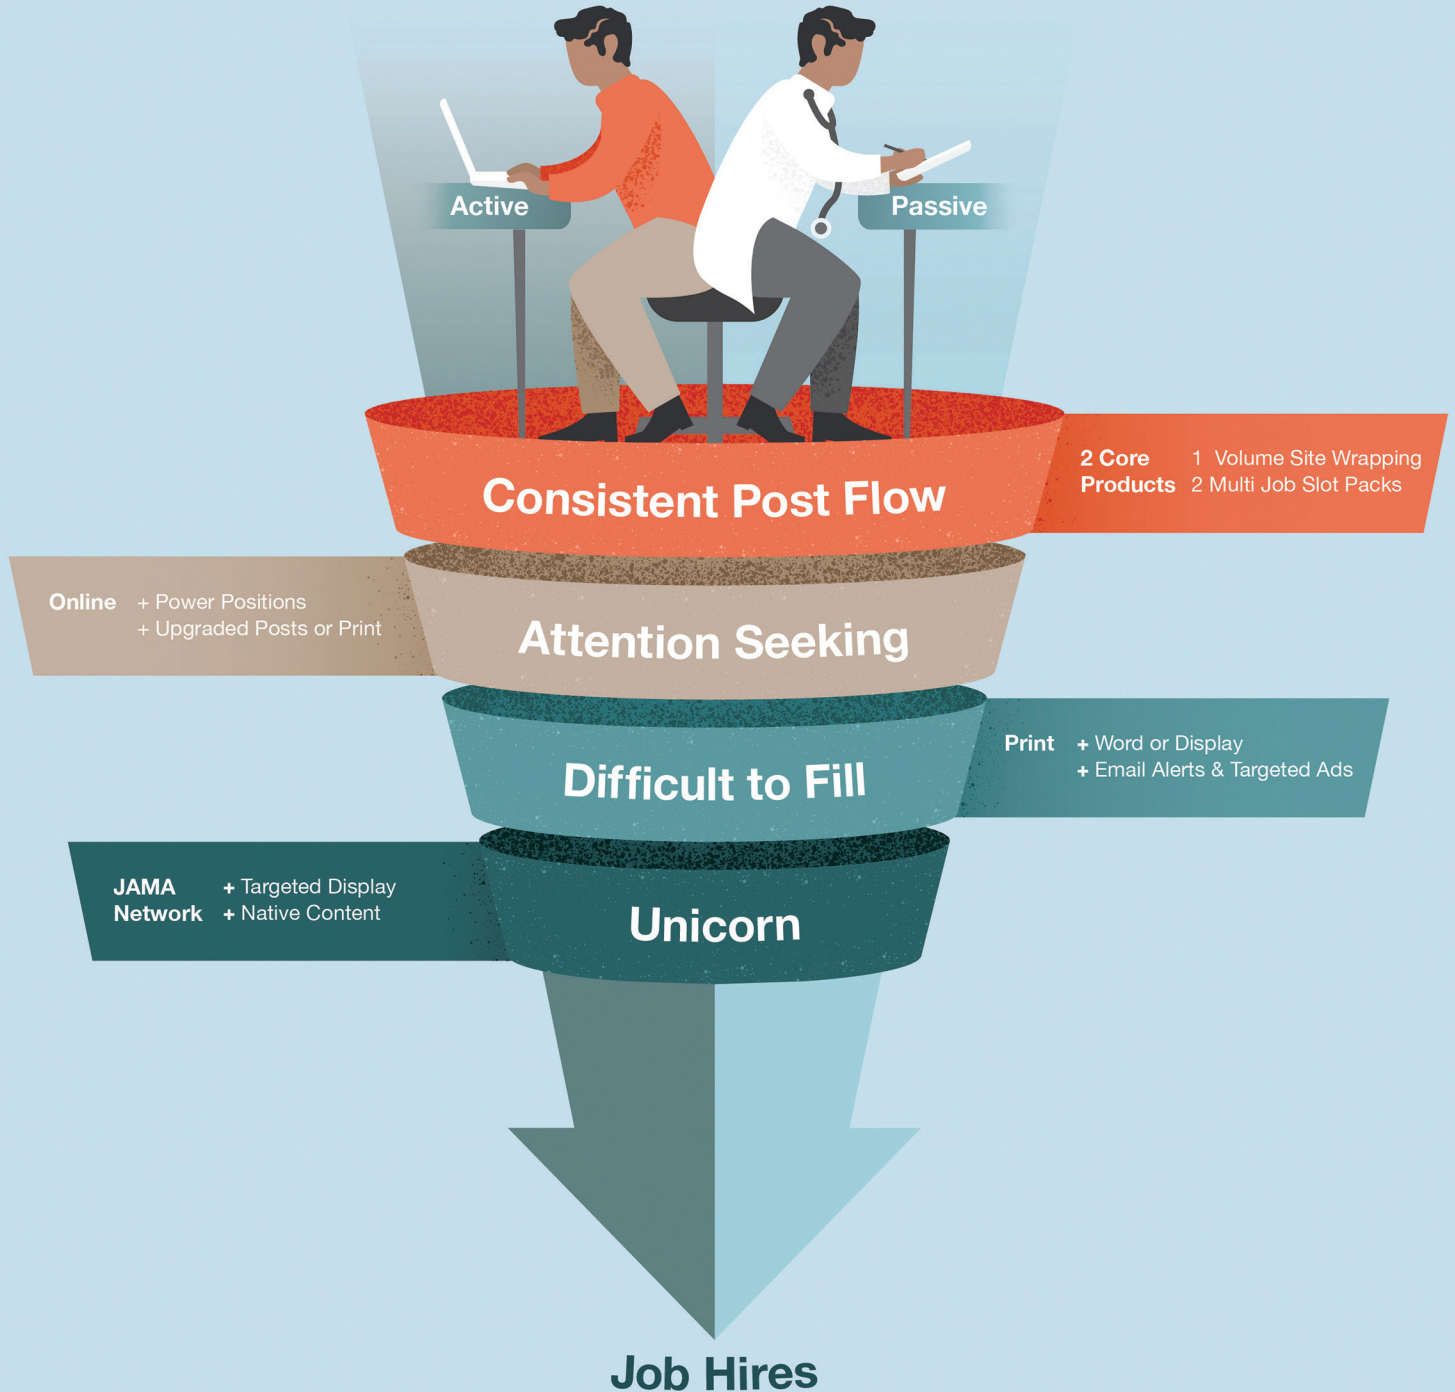 Active
Passive
Consistent Post Flow
2 Core 1 Volume Site Wrapping
Products 2 Multi Job Slot Packs
Online + Power Positions
+ Upgraded Posts or Print
Attention Seeking
Difficult to Fill
Print + Word or Display
+ Email Alerts & Targeted Ads
JAMA + Targeted Display
Network + Native Content
Unicorn
Job Hires